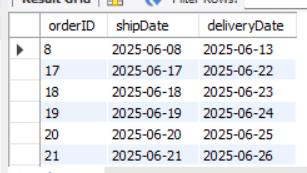 Result Grid Filter Rows:
orderID shipDate deliveryDate
8 2025-06-08 2025-06-13
17 2025-06-17 2025-06-22
18 2025-06-18 2025-06-23
19 2025-06-19 2025-06-24
20 2025-06-20 2025-06-25
21 2025-06-21 2025-06-26